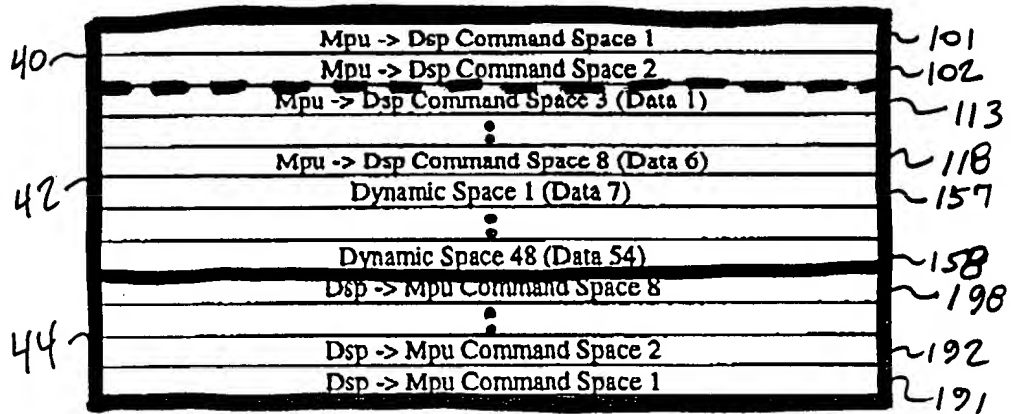 Mpu -> Dsp Command Space 1 101
40
Mpu -> Dsp Command Space 2 102
Mpu -> Dsp Command Space 3 (Data 1) 113
Mpu -> Dsp Command Space 8 (Data 6) 118
42
Dynamic Space 1 (Data 7) 157
Dynamic Space 48 (Data 54) 158
Dsp -> Mpu Command Space 8 198
44
Dsp -> Mpu Command Space 2 192
Dsp -> Mpu Command Space 1 191